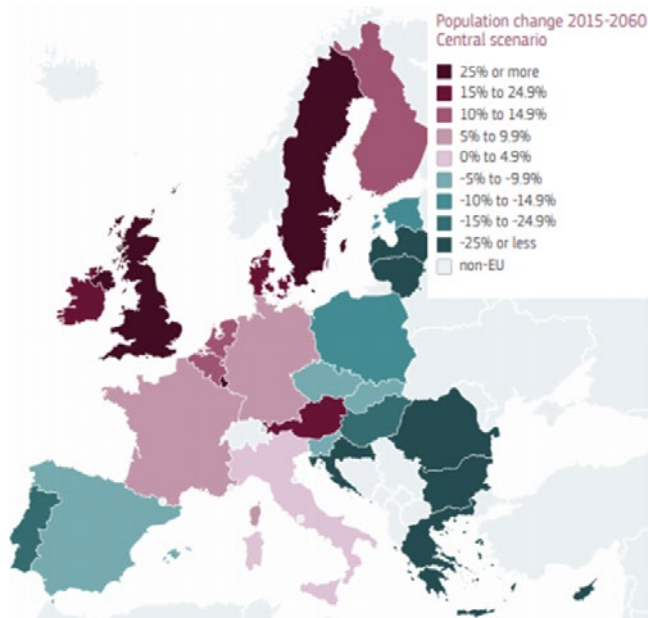 Population change 2015-2060
Central scenario
25% or more
15% to 24.9%
10% to 14.9%
5% to 9.9%
0% to 4.9%
-5% to -9.9%
-10% to -14.9%
-15% to -24.9%
-25% or less
non-EU